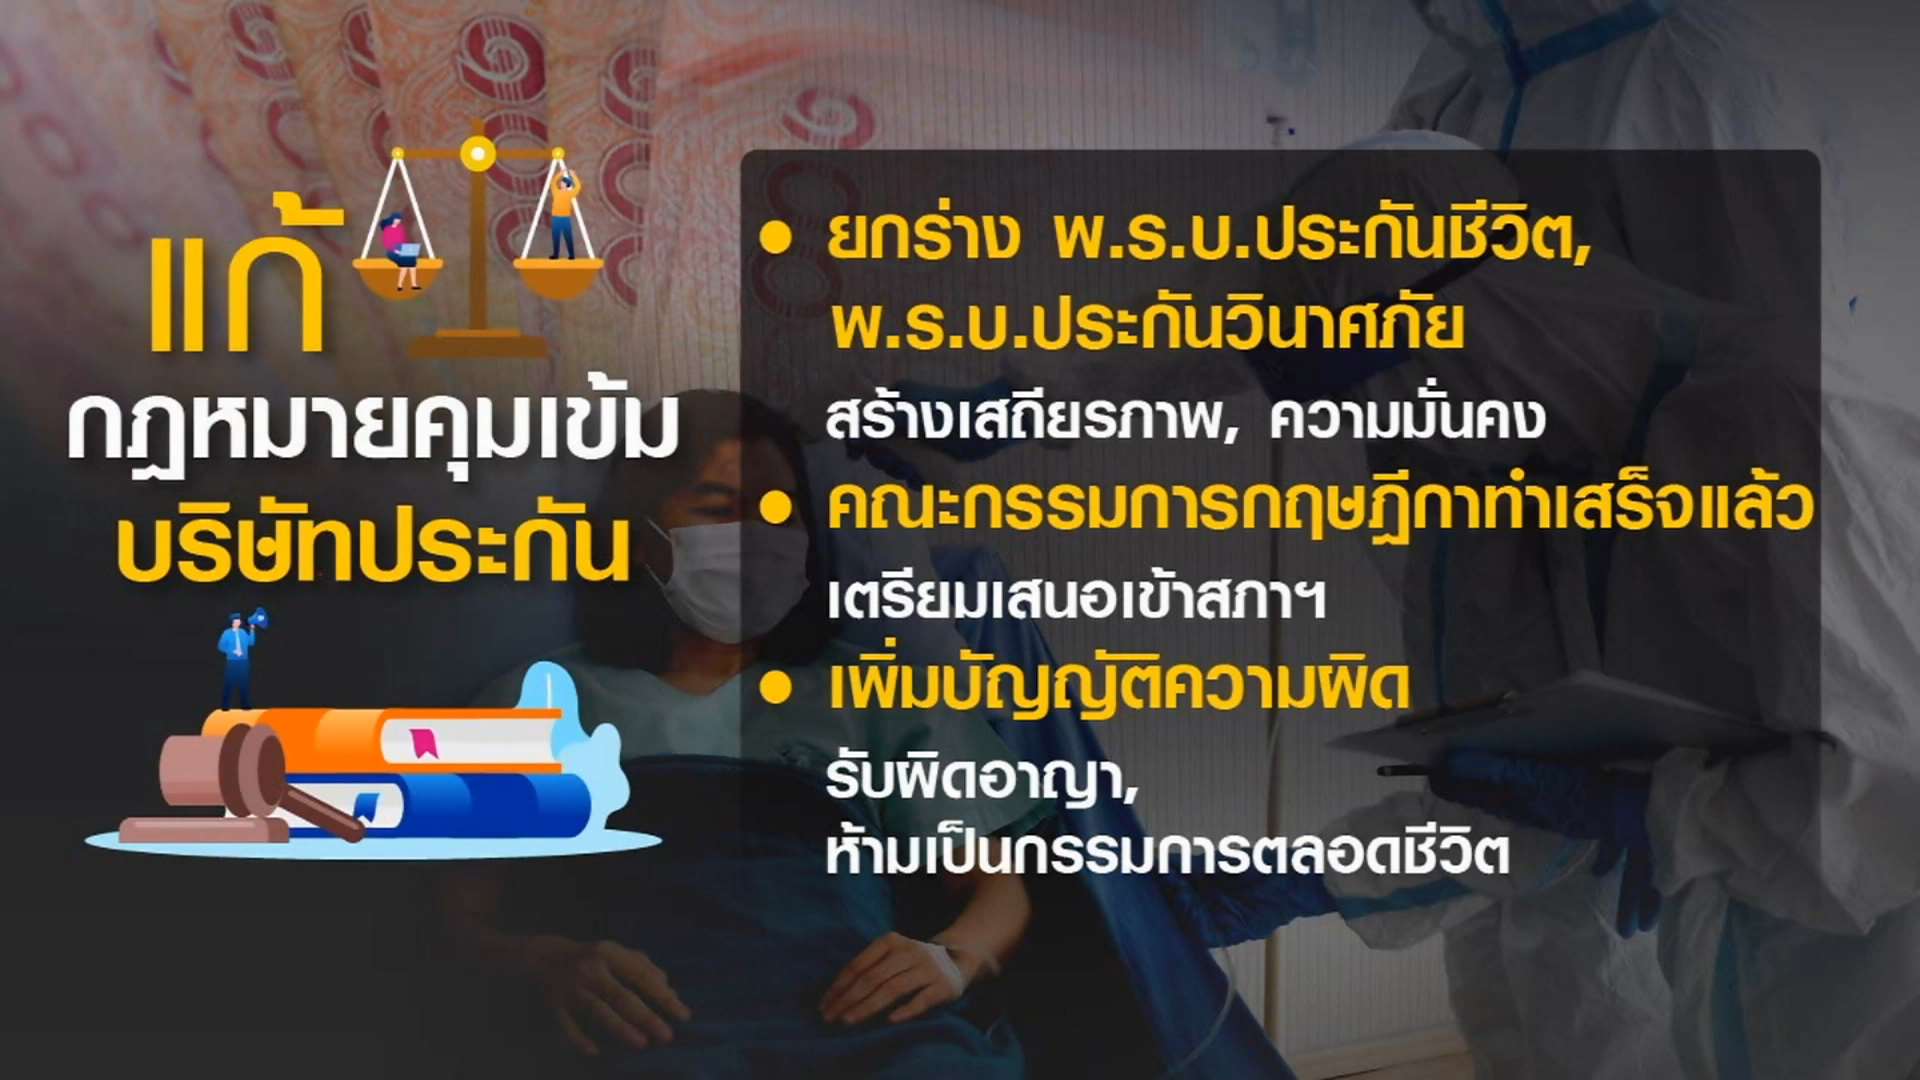 แก้
กฎหมายคุมเข้ม
บริษัทประกัน
• ยกร่าง พ.ร.บ.ประกันชีวิต,
พ.ร.บ.ประกันวินาศภัย
สร้างเสถียรภาพ, ความมั่นคง
• คณะกรรมการกฤษฎีกาทำเสร็จแล้ว
เตรียมเสนอเข้าสภาฯ
• เพิ่มบัญญัติความผิด
รับผิดอาญา,
ห้ามเป็นกรรมการตลอดชีวิต